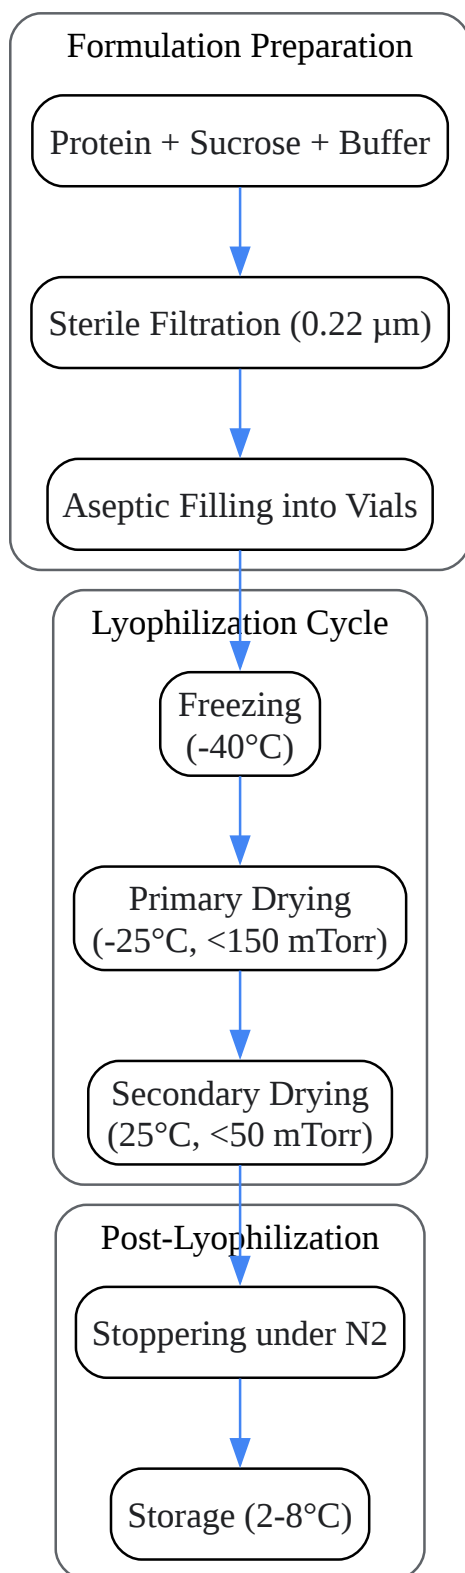 Formulation Preparation
Protein + Sucrose + Buffer
Sterile Filtration (0.22 µm)
Aseptic Filling into Vials
Lyophilization Cycle
Freezing
(-40°C)
Primary Drying
(-25°C, <150 mTorr)
Secondary Drying
(25°C, <50 mTorr)
Post-Lyophilization
Stoppering under N2
Storage (2-8°C)